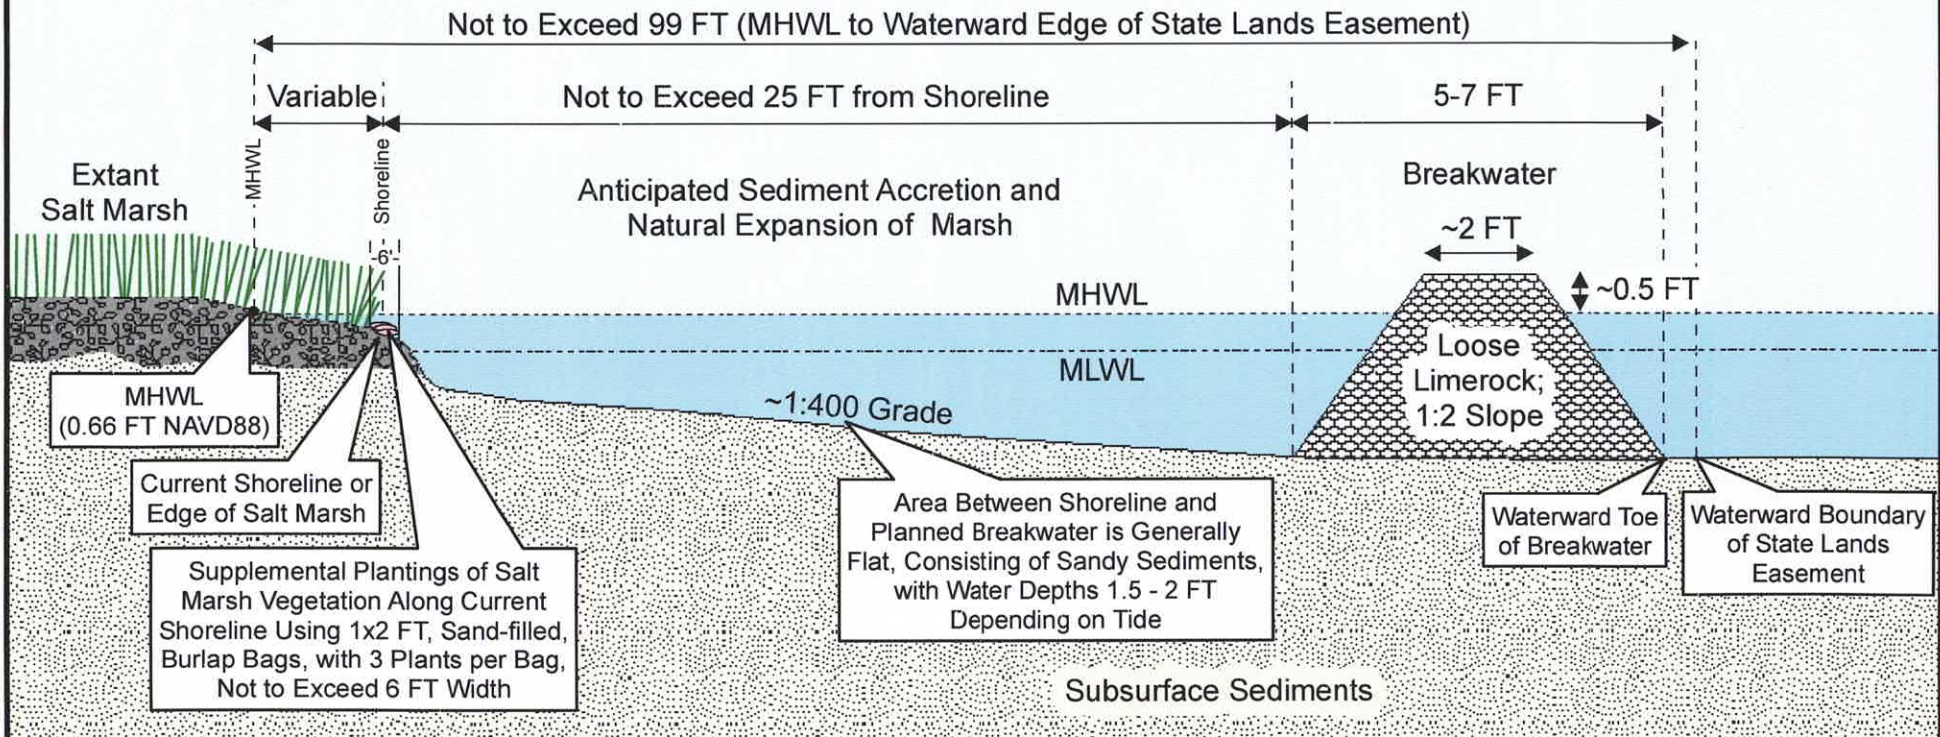 Not to Exceed 99 FT (MHWL to Waterward Edge of State Lands Easement)
Variable
Not to Exceed 25 FT from Shoreline
5-7 FT
MHWL
Shoreline
Extant
Salt Marsh
Anticipated Sediment Accretion and
Natural Expansion of Marsh
Breakwater
~2 FT
6'
MHWL
~0.5 FT
MLWL
Loose
Limerock;
1:2 Slope
~1:400 Grade
MHWL
(0.66 FT NAVD88)
Current Shoreline or
Edge of Salt Marsh
Supplemental Plantings of Salt
Marsh Vegetation Along Current
Shoreline Using 1x2 FT, Sand-filled,
Burlap Bags, with 3 Plants per Bag,
Not to Exceed 6 FT Width
Area Between Shoreline and
Planned Breakwater is Generally
Flat, Consisting of Sandy Sediments,
with Water Depths 1.5 - 2 FT
Depending on Tide
Waterward Toe
of Breakwater
Waterward Boundary
of State Lands
Easement
Subsurface Sediments